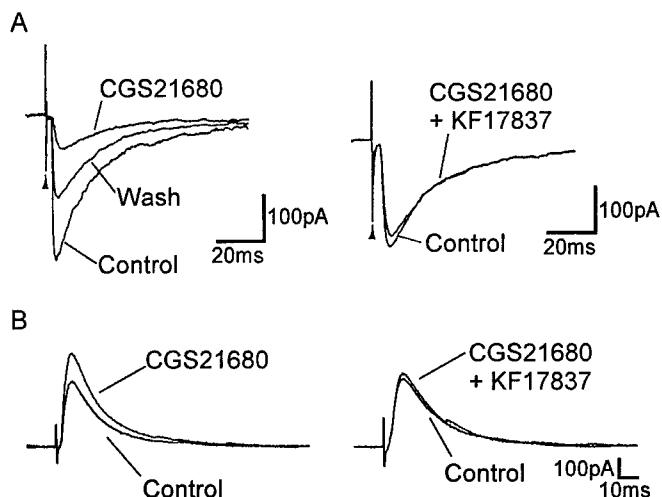 A
CGS21680
Wash
Control
100pA
20ms
CGS21680
+ KF17837
Control
100pA
20ms
B
CGS21680
Control
CGS21680
+ KF17837
Control
100pA
10ms